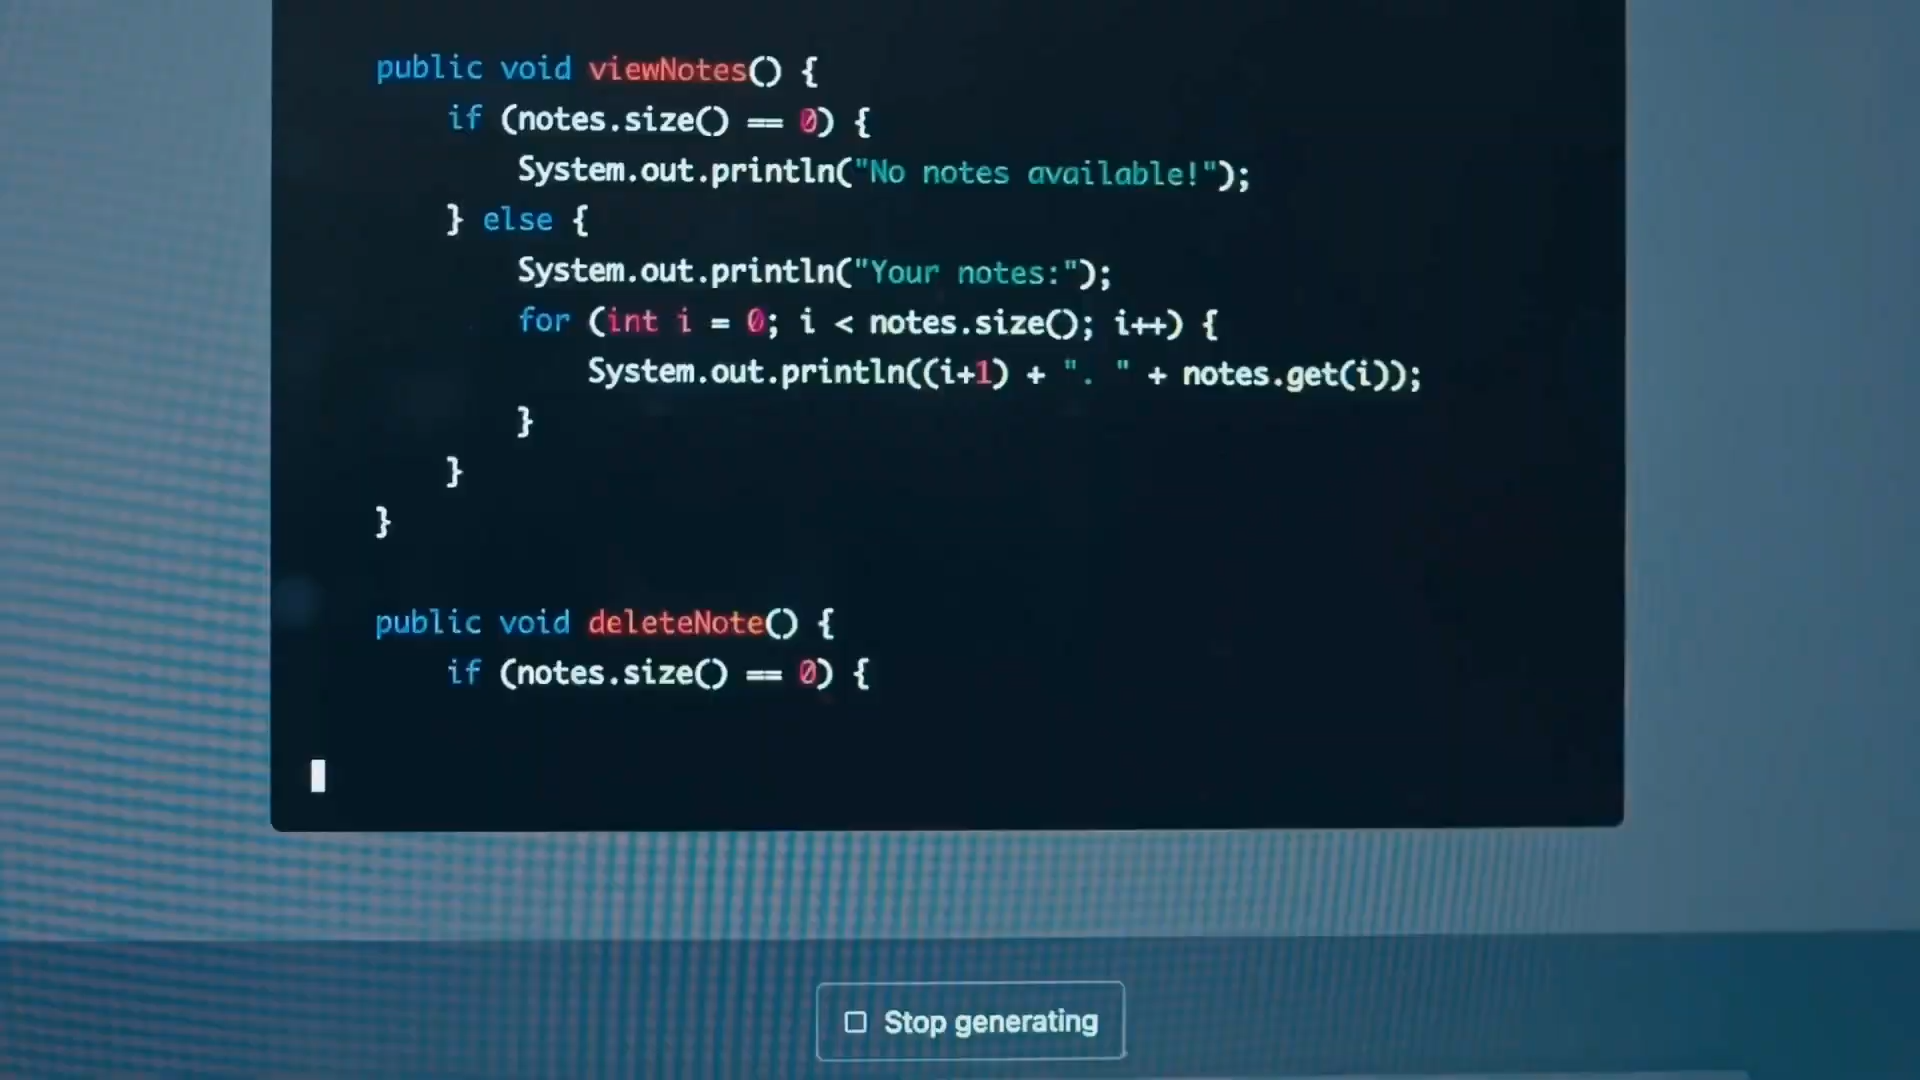 public void viewNotes() {
if (notes.size() == 0) {
System.out.println("No notes available!");
} else {
System.out.println("Your notes:");
for (int i = 0; i < notes.size(); i++) {
System.out.println((i+1) + ". " + notes.get(i));
}
}
}
public void deleteNote() {
if (notes.size() == 0) {
Stop generating